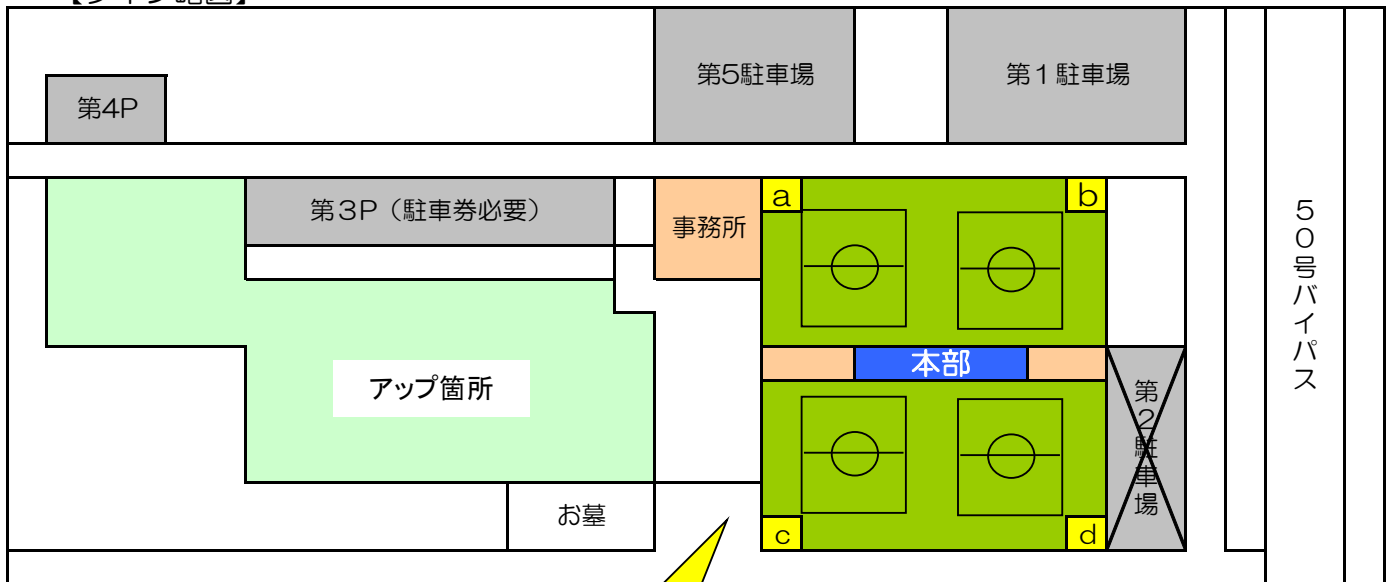 第5駐車場
第1駐車場
第4P
第3P(駐車券必要)
事務所
a
b
50号バイパス
本部
アップ箇所
第2駐車場
お墓
c
d